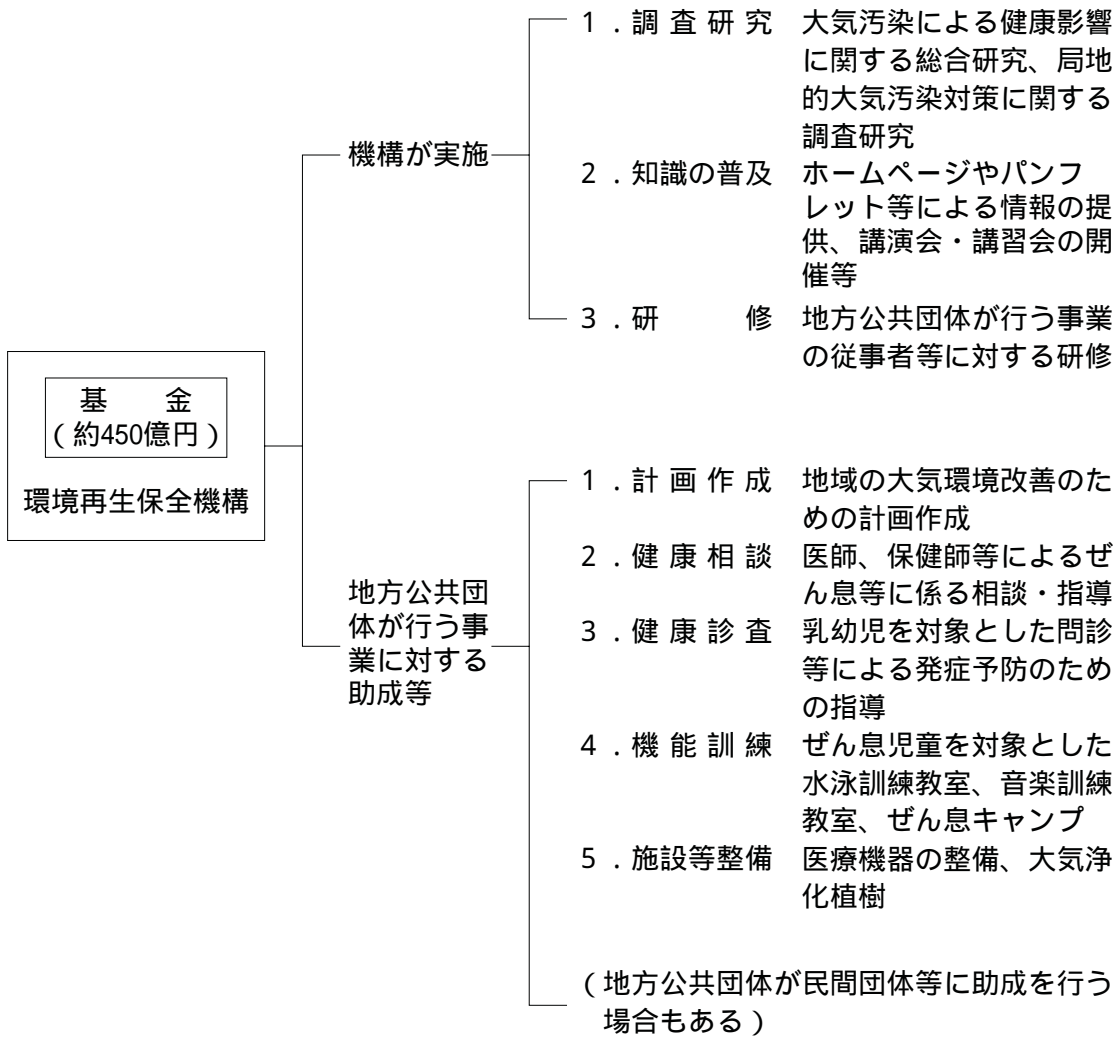 基　　金
（約450億円）
環境再生保全機構
機構が実施
1．調査研究　大気汚染による健康影響
に関する総合研究、局地
的大気汚染対策に関する
調査研究
2．知識の普及　ホームページやパンフ
レット等による情報の提
供、講演会・講習会の開
催等
3．研　　修　地方公共団体が行う事業
の従事者等に対する研修
地方公共団
体が行う事
業に対する
助成等
1．計画作成　地域の大気環境改善のた
めの計画作成
2．健康相談　医師、保健師等によるぜ
ん息等に係る相談・指導
3．健康診査　乳幼児を対象とした問診
等による発症予防のため
の指導
4．機能訓練　ぜん息児童を対象とした
水泳訓練教室、音楽訓練
教室、ぜん息キャンプ
5．施設等整備　医療機器の整備、大気浄
化植樹
（地方公共団体が民間団体等に助成を行う
場合もある）